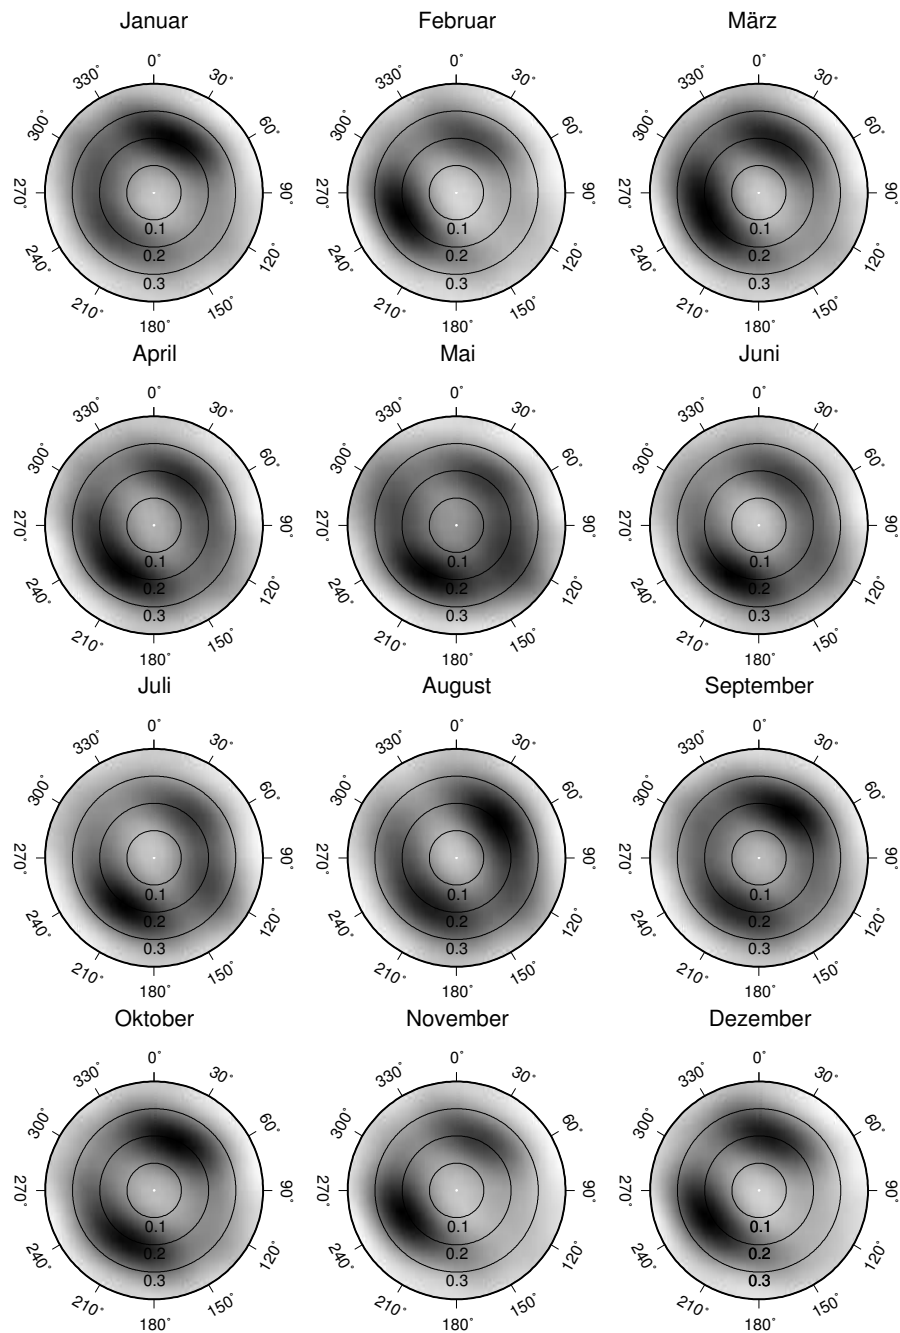 Januar Februar März
0° 0° 0°
330° 30° 330° 30° 330° 30°
300° 60° 300° 60° 300° 60°
270° 90° 270° 90° 270° 90°
0.1 0.1 0.1
240° 0.2 120° 240° 0.2 120° 240° 0.2 120°
0.3 0.3 0.3
210° 150° 210° 150° 210° 150°
180° 180° 180°
April Mai Juni
0° 0° 0°
330° 30° 330° 30° 330° 30°
300° 60° 300° 60° 300° 60°
270° 90° 270° 90° 270° 90°
0.1 0.1 0.1
240° 0.2 120° 240° 0.2 120° 240° 0.2 120°
0.3 0.3 0.3
210° 150° 210° 150° 210° 150°
180° 180° 180°
Juli August September
0° 0° 0°
330° 30° 330° 30° 330° 30°
300° 60° 300° 60° 300° 60°
270° 90° 270° 90° 270° 90°
0.1 0.1 0.1
240° 0.2 120° 240° 0.2 120° 240° 0.2 120°
0.3 0.3 0.3
210° 150° 210° 150° 210° 150°
180° 180° 180°
Oktober November Dezember
0° 0° 0°
330° 30° 330° 30° 330° 30°
300° 60° 300° 60° 300° 60°
270° 90° 270° 90° 270° 90°
0.1 0.1 0.1
240° 0.2 120° 240° 0.2 120° 240° 0.2 120°
0.3 0.3 0.3
210° 150° 210° 150° 210° 150°
180° 180° 180°